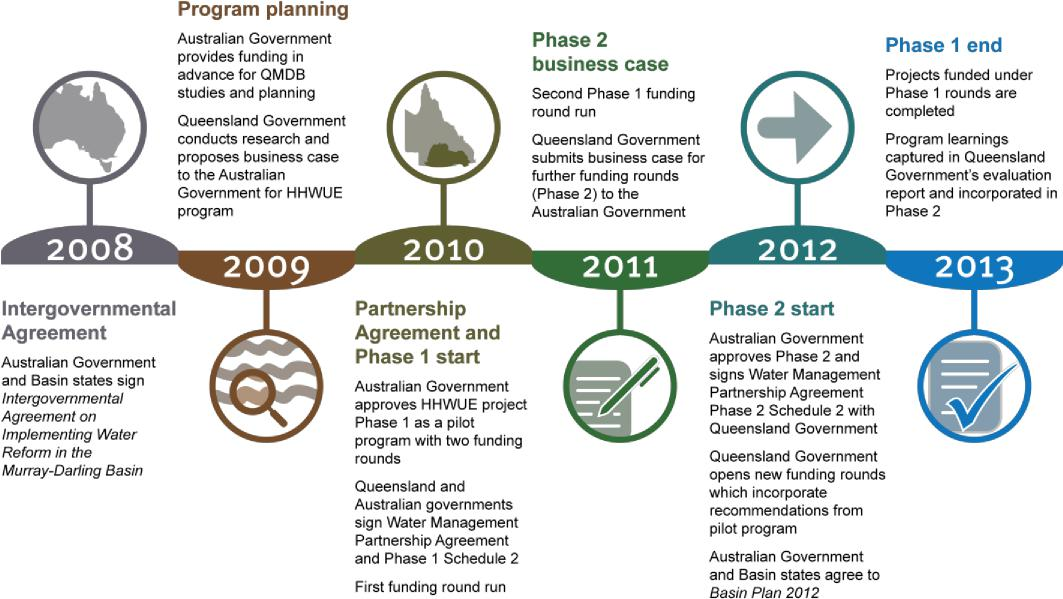 2008
Intergovernmental
Agreement
Australian Government
and Basin states sign
Intergovernmental
Agreement on
Implementing Water
Reform in the
Murray-Darling Basin
Program planning
Australian Government
provides funding in
advance for QMDB
studies and planning
Queensland Government
conducts research and
proposes business case
to the Australian
Government for HHWUE
program
2009
2010
Partnership
Agreement and
Phase 1 start
Australian Government
approves HHWUE project
Phase 1 as a pilot
program with two funding
rounds
Queensland and
Australian governments
sign Water Management
Partnership Agreement
and Phase 1 Schedule 2
First funding round run
Phase 2
business case
Second Phase 1 funding
round run
Queensland Government
submits business case for
further funding rounds
(Phase 2) to the
Australian Government
2011
2012
Phase 2 start
Australian Government
approves Phase 2 and
signs Water Management
Partnership Agreement
Phase 2 Schedule 2 with
Queensland Government
Queensland Government
opens new funding rounds
which incorporate
recommendations from
pilot program
Australian Government
and Basin states agree to
Basin Plan 2012
Phase 1 end
Projects funded under
Phase 1 rounds are
completed
Program learnings
captured in Queensland
Government's evaluation
report and incorporated in
Phase 2
2013